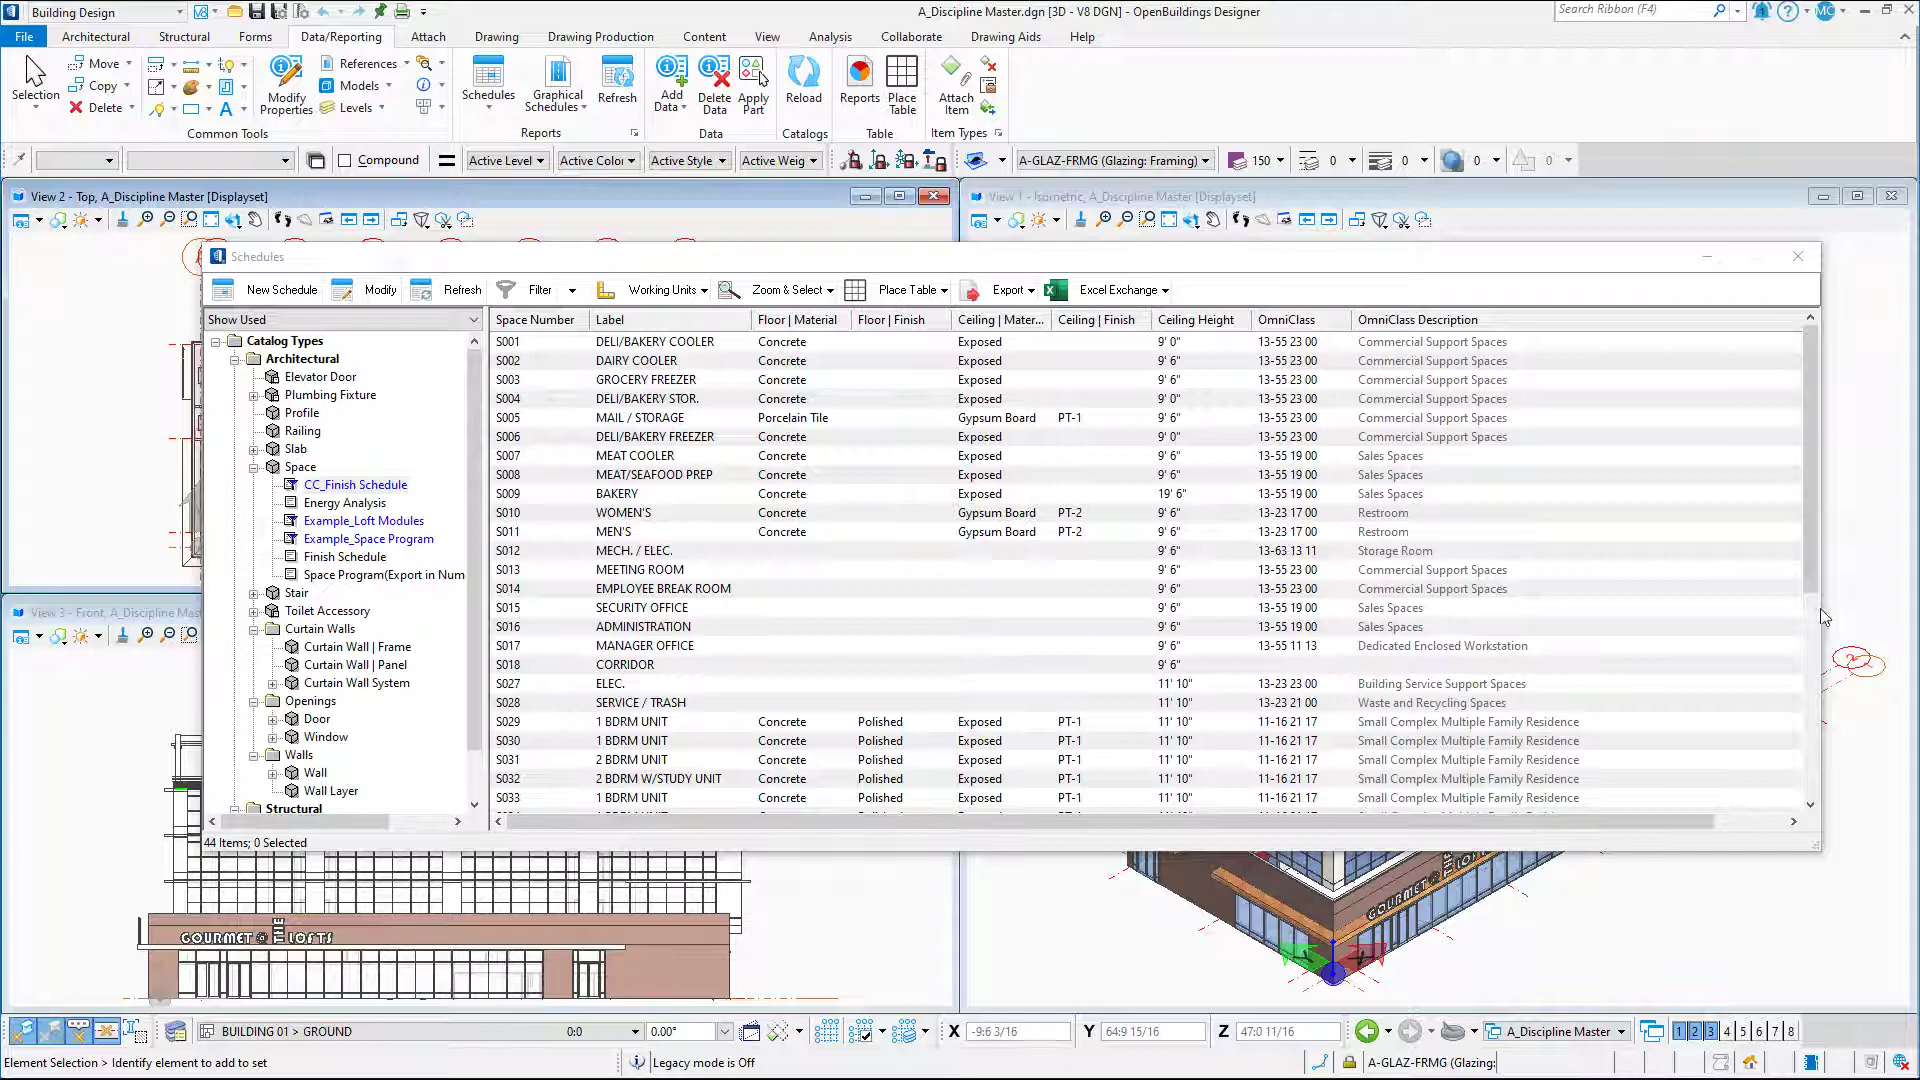 Building Design
A_Discipline Master.dgn [3D - V8 DGN] - OpenBuildings Designer
Search Ribbon (F4)
MC
File Architectural Structural Forms Data/Reporting Attach Drawing Drawing Production Content View Analysis Collaborate Drawing Aids Help
Selection
Move
Copy
Delete
Modify Properties
References
Models
Levels
Common Tools
Schedules
Graphical Schedules
Refresh
Reports
Add Data
Delete Data
Apply Part
Data
Reload
Catalogs
Reports
Place Table
Table
Attach Item
Item Types
Compound
Active Level
Active Color
Active Style
Active Weig
A-GLAZ-FRMG (Glazing: Framing)
150
0
0
0
0
View 2 - Top, A_Discipline Master [Displayset]
View 1 - Isometric, A_Discipline Master [Displayset]
Schedules
New Schedule Modify Refresh Filter Working Units Zoom & Select Place Table Export Excel Exchange
Show Used
Catalog Types
Architectural
Elevator Door
Plumbing Fixture
Profile
Railing
Slab
Space
CC_Finish Schedule
Energy Analysis
Example_Loft Modules
Example_Space Program
Finish Schedule
Space Program(Export in Num
Stair
Toilet Accessory
Curtain Walls
Curtain Wall | Frame
Curtain Wall | Panel
Curtain Wall System
Openings
Door
Window
Walls
Wall
Wall Layer
Structural
Space Number Label Floor | Material Floor | Finish Ceiling | Mater... Ceiling | Finish Ceiling Height OmniClass OmniClass Description
S001 DELI/BAKERY COOLER Concrete Exposed 9' 0" 13-55 23 00 Commercial Support Spaces
S002 DAIRY COOLER Concrete Exposed 9' 6" 13-55 23 00 Commercial Support Spaces
S003 GROCERY FREEZER Concrete Exposed 9' 6" 13-55 23 00 Commercial Support Spaces
S004 DELI/BAKERY STOR. Concrete Exposed 9' 0" 13-55 23 00 Commercial Support Spaces
S005 MAIL / STORAGE Porcelain Tile Gypsum Board PT-1 9' 6" 13-55 23 00 Commercial Support Spaces
S006 DELI/BAKERY FREEZER Concrete Exposed 9' 0" 13-55 23 00 Commercial Support Spaces
S007 MEAT COOLER Concrete Exposed 9' 6" 13-55 19 00 Sales Spaces
S008 MEAT/SEAFOOD PREP Concrete Exposed 9' 6" 13-55 19 00 Sales Spaces
S009 BAKERY Concrete Exposed 19' 6" 13-55 19 00 Sales Spaces
S010 WOMEN'S Concrete Gypsum Board PT-2 9' 6" 13-23 17 00 Restroom
S011 MEN'S Concrete Gypsum Board PT-2 9' 6" 13-23 17 00 Restroom
S012 MECH. / ELEC. 9' 6" 13-63 13 11 Storage Room
S013 MEETING ROOM 9' 6" 13-55 23 00 Commercial Support Spaces
S014 EMPLOYEE BREAK ROOM 9' 6" 13-55 23 00 Commercial Support Spaces
S015 SECURITY OFFICE 9' 6" 13-55 19 00 Sales Spaces
S016 ADMINISTRATION 9' 6" 13-55 19 00 Sales Spaces
S017 MANAGER OFFICE 9' 6" 13-55 11 13 Dedicated Enclosed Workstation
S018 CORRIDOR 9' 6"
S027 ELEC. 11' 10" 13-23 23 00 Building Service Support Spaces
S028 SERVICE / TRASH 11' 10" 13-23 21 00 Waste and Recycling Spaces
S029 1 BDRM UNIT Concrete Polished Exposed PT-1 11' 10" 11-16 21 17 Small Complex Multiple Family Residence
S030 1 BDRM UNIT Concrete Polished Exposed PT-1 11' 10" 11-16 21 17 Small Complex Multiple Family Residence
S031 2 BDRM UNIT Concrete Polished Exposed PT-1 11' 10" 11-16 21 17 Small Complex Multiple Family Residence
S032 2 BDRM W/STUDY UNIT Concrete Polished Exposed PT-1 11' 10" 11-16 21 17 Small Complex Multiple Family Residence
S033 1 BDRM UNIT Concrete Polished Exposed PT-1 11' 10" 11-16 21 17 Small Complex Multiple Family Residence
44 Items; 0 Selected
View 3 - Front, A_Discipline Mast
GOURMET @ THE LOFTS
GOURMET @ THE LO
BUILDING 01 > GROUND 0:0 0.00° X -9:6 3/16 Y 64:9 15/16 Z 47:0 11/16 A_Discipline Master 1 2 3 4 5 6 7 8
Element Selection > Identify element to add to set
Legacy mode is Off
A-GLAZ-FRMG (Glazing: